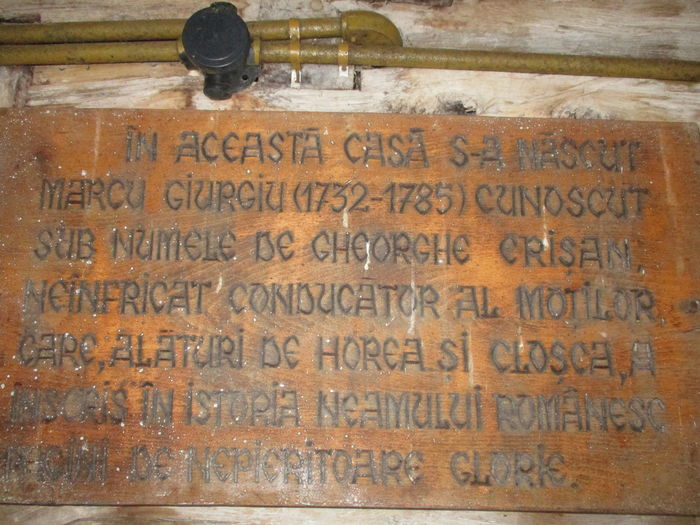 ÎN ACEASTĂ CASĂ S-A NĂSCUT
MARCU GIURGIU (1732-1785) CUNOSCUT
SUB NUMELE DE GHEORGHE CRIȘAN,
NEÎNFRICAT CONDUCĂTOR AL MOȚILOR,
CARE, ALĂTURI DE HOREA ȘI CLOȘCA, A
ÎNSCRIS ÎN ISTORIA NEAMULUI ROMÂNESC
PAGINI DE NEPIERITOARE GLORIE.